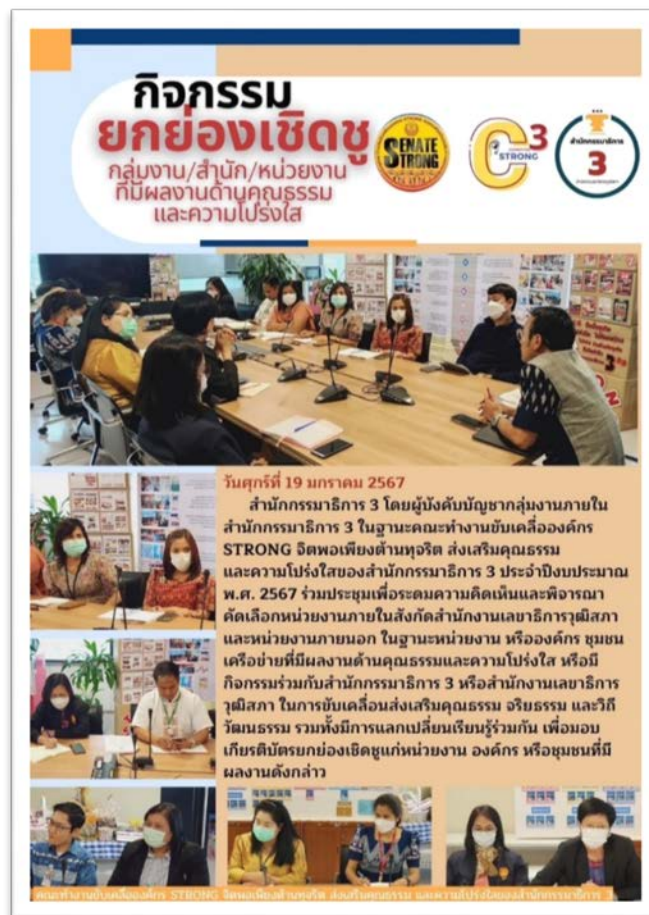 กิจกรรม
ยกย่องเชิดชู
กลุ่มงาน/สำนัก/หน่วยงาน
ที่มีผลงานด้านคุณธรรม
และความโปร่งใส
SENATE
STRONG
C3
STRONG
สำนักกรรมาธิการ
3
วันศุกร์ที่ 19 มกราคม 2567
สำนักกรรมาธิการ 3 โดยผู้บังคับบัญชากลุ่มงานภายใน
สำนักกรรมาธิการ 3 ในฐานะคณะทำงานขับเคลื่อองค์กร
STRONG จิตพอเพียงต้านทุจริต ส่งเสริมคุณธรรม
และความโปร่งใสของสำนักกรรมาธิการ 3 ประจำปีงบประมาณ
พ.ศ. 2567 ร่วมประชุมเพื่อระดมความคิดเห็นและพิจารณา
คัดเลือกหน่วยงานภายในสังกัดสำนักงานเลขาธิการวุฒิสภา
และหน่วยงานภายนอก ในฐานะหน่วยงาน หรือองค์กร ชุมชน
เครือข่ายที่มีผลงานด้านคุณธรรมและความโปร่งใส หรือมี
กิจกรรมร่วมกับสำนักกรรมาธิการ 3 หรือสำนักงานเลขาธิการ
วุฒิสภา ในการขับเคลื่อนส่งเสริมคุณธรรม จริยธรรม และวิถี
วัฒนธรรม รวมทั้งมีการแลกเปลี่ยนเรียนรู้ร่วมกัน เพื่อมอบ
เกียรติบัตรยกย่องเชิดชูแก่หน่วยงาน องค์กร หรือชุมชนที่มี
ผลงานดังกล่าว
คณะทำงานขับเคลื่อองค์กร STRONG จิตพอเพียงต้านทุจริต ส่งเสริมคุณธรรม และความโปร่งใสของสำนักกรรมาธิการ 3